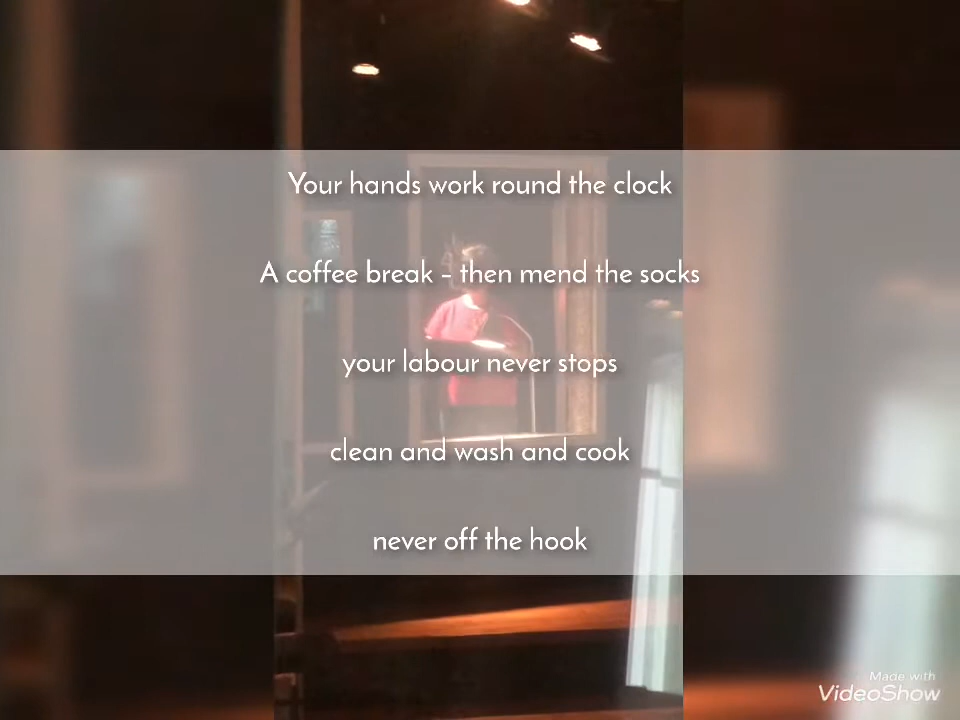 Your hands work round the clock
A coffee break – then mend the socks
your labour never stops
clean and wash and cook
never off the hook
Made with
VideoShow